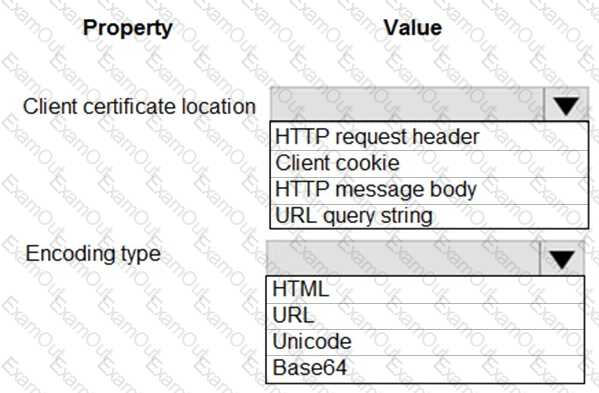 Property Value
Client certificate location
HTTP request header
Client cookie
HTTP message body
URL query string
Encoding type
HTML
URL
Unicode
Base64